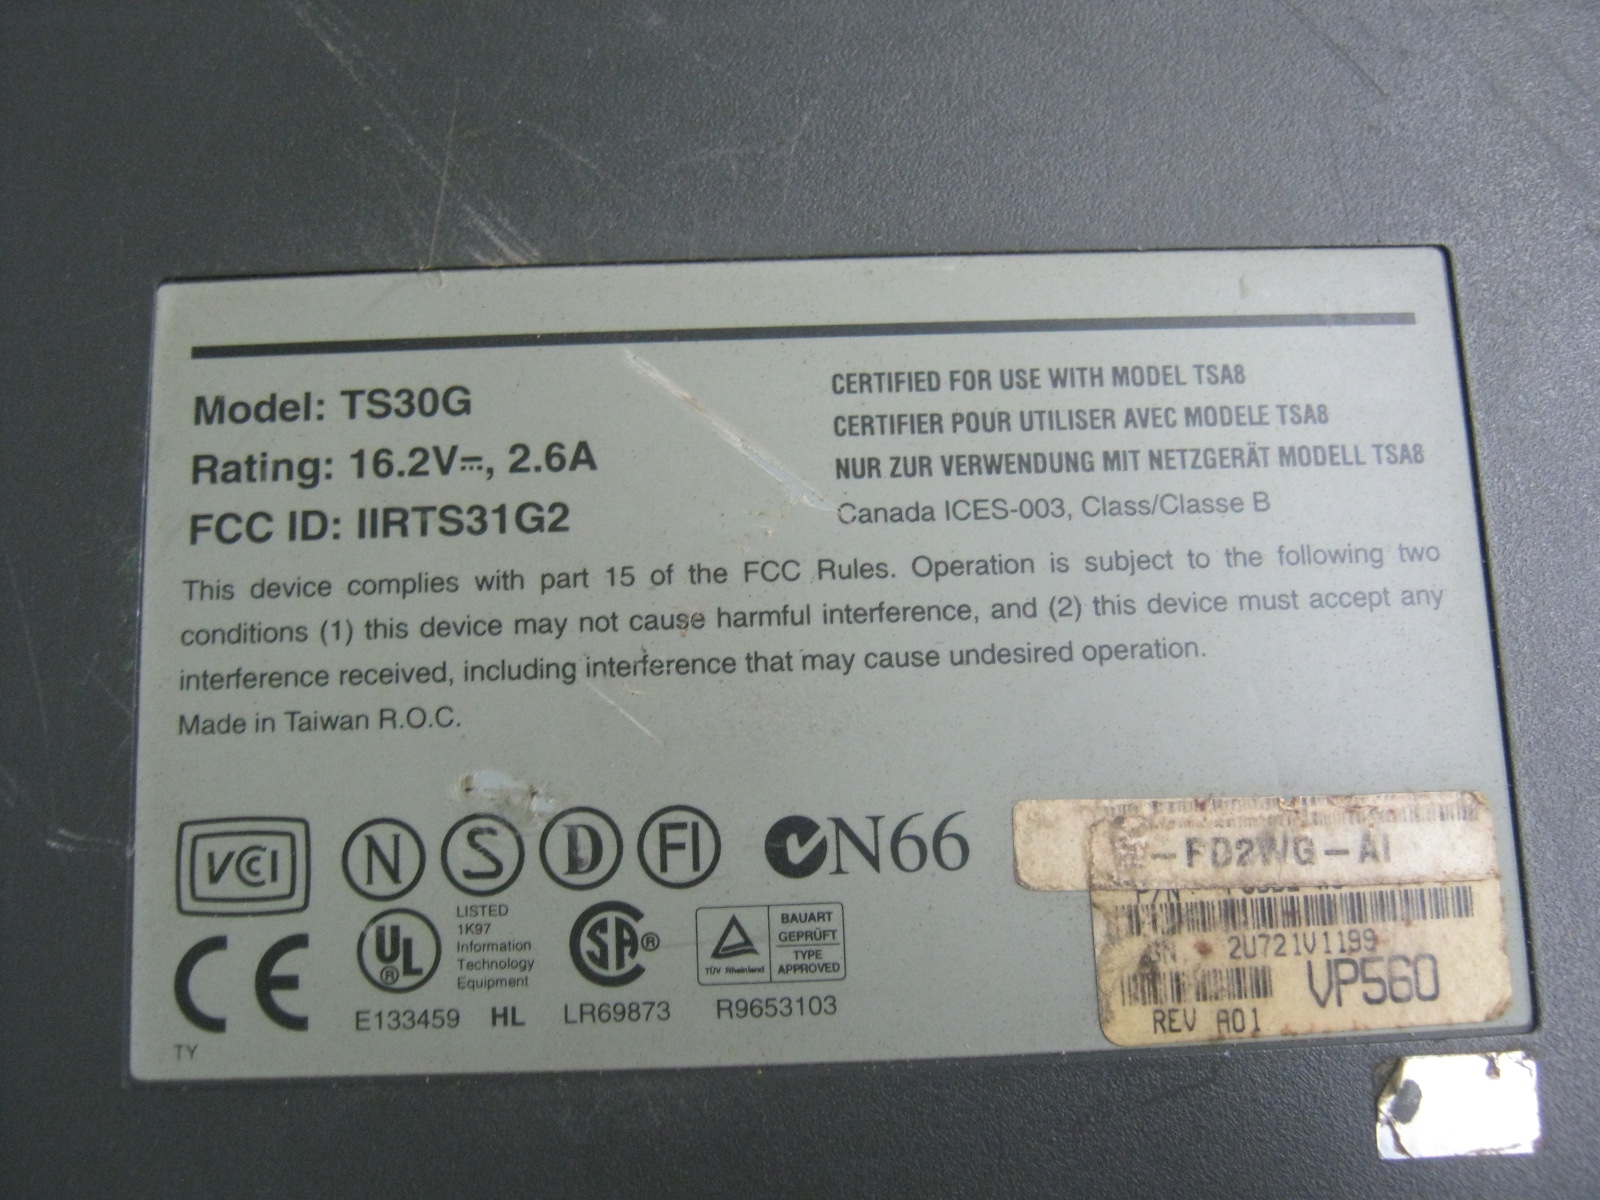 Model: TS30G
Rating: 16.2V⎓, 2.6A
FCC ID: IIRTS31G2
CERTIFIED FOR USE WITH MODEL TSA8
CERTIFIER POUR UTILISER AVEC MODELE TSA8
NUR ZUR VERWENDUNG MIT NETZGERÄT MODELL TSA8
Canada ICES-003, Class/Classe B
This device complies with part 15 of the FCC Rules. Operation is subject to the following two
conditions (1) this device may not cause harmful interference, and (2) this device must accept any
interference received, including interference that may cause undesired operation.
Made in Taiwan R.O.C.
VCCI N S D FI N66
UL ®
LISTED
1K97
Information
Technology
Equipment
E133459 HL
SA ®
LR69873
TÜV Rheinland
BAUART
GEPRÜFT
TYPE
APPROVED
R9653103
CE
TY
-FD2WG-AI
P/N
SN 2U721V1199
VP560
REV A01